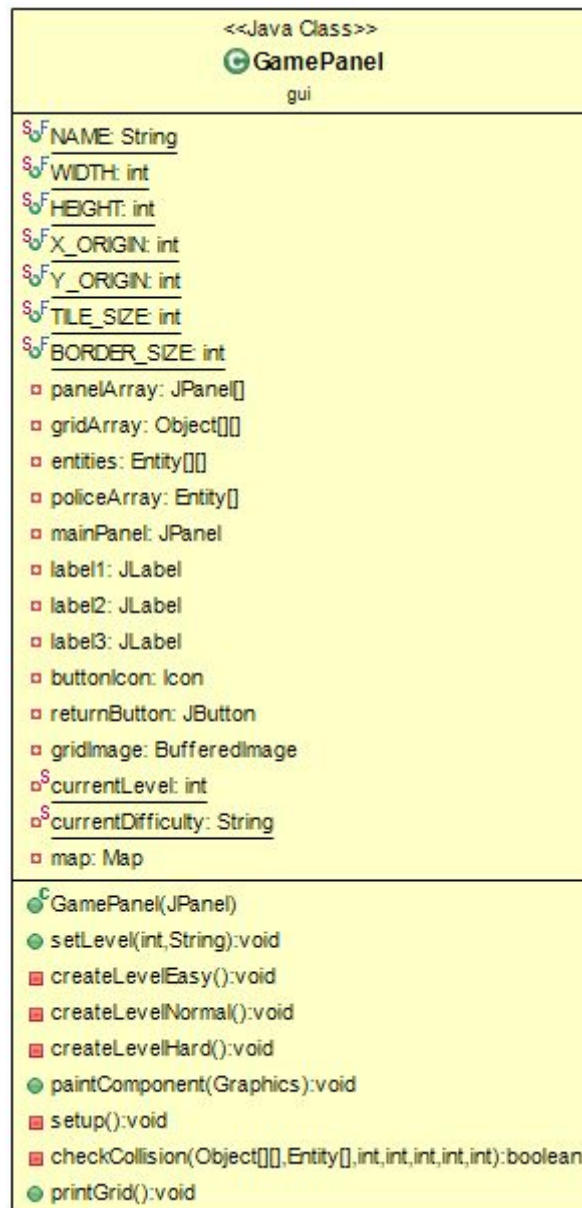 <<Java Class>>
GamePanel
gui
NAME: String
WIDTH: int
HEIGHT: int
X_ORIGIN: int
Y_ORIGIN: int
TILE_SIZE: int
BORDER_SIZE: int
panelArray: JPanel[]
gridArray: Object[][]
entities: Entity[][]
policeArray: Entity[]
mainPanel: JPanel
label1: JLabel
label2: JLabel
label3: JLabel
buttonIcon: Icon
returnButton: JButton
gridImage: BufferedImage
currentLevel: int
currentDifficulty: String
map: Map
GamePanel(JPanel)
setLevel(int,String):void
createLevelEasy():void
createLevelNormal():void
createLevelHard():void
paintComponent(Graphics):void
setup():void
checkCollision(Object[][],Entity[],int,int,int,int,int):boolean
printGrid():void